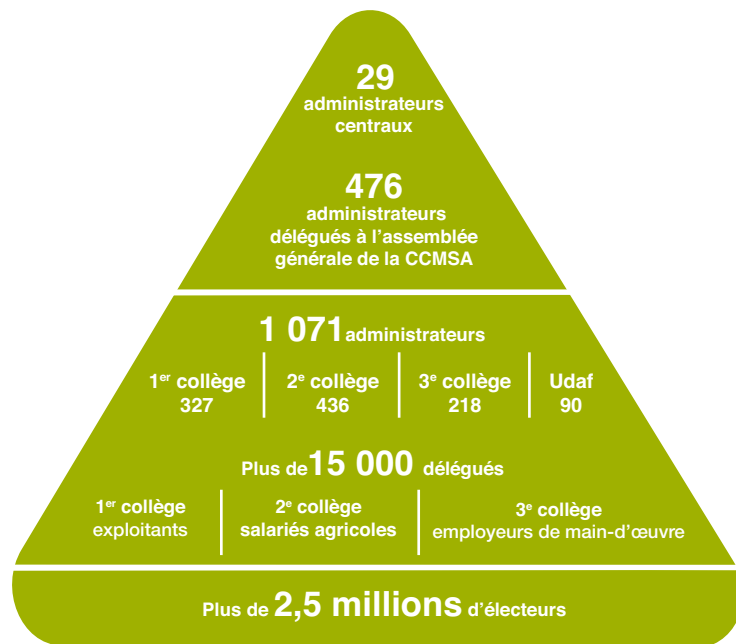 29
administrateurs
centraux
476
administrateurs
délégués à l’assemblée
générale de la CCMSA
1 071 administrateurs
1er collège
327
2e collège
436
3e collège
218
Udaf
90
Plus de 15 000 délégués
1er collège
exploitants
2e collège
salariés agricoles
3e collège
employeurs de main-d’œuvre
Plus de 2,5 millions d’électeurs